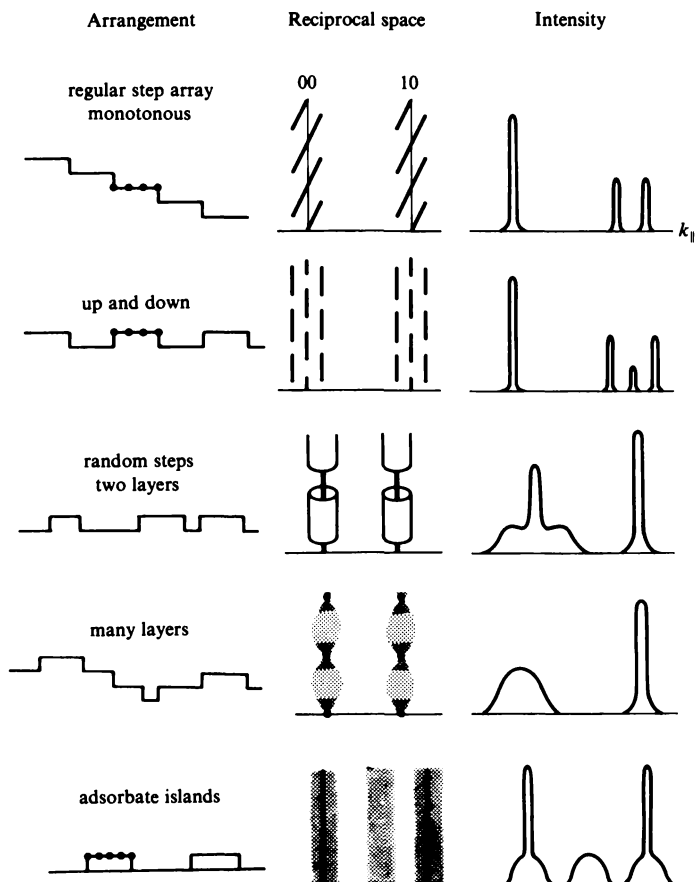 Arrangement Reciprocal space Intensity
00 10
regular step array
monotonous
k||
up and down
random steps
two layers
many layers
adsorbate islands